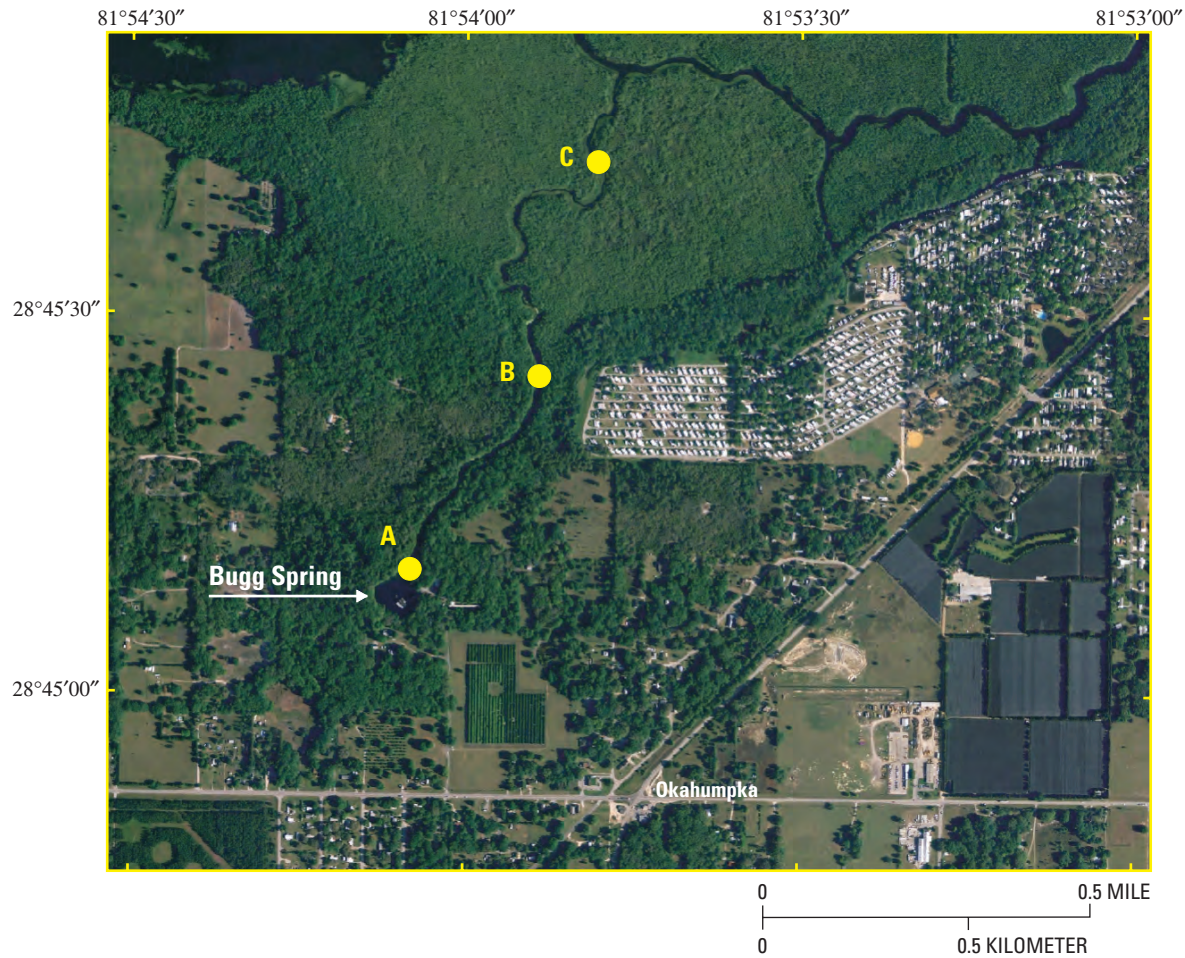 81°54′30″ 81°54′00″ 81°53′30″ 81°53′00″
C
28°45′30″
B
A
Bugg Spring
28°45′00″
Okahumpka
0 0.5 MILE
0 0.5 KILOMETER